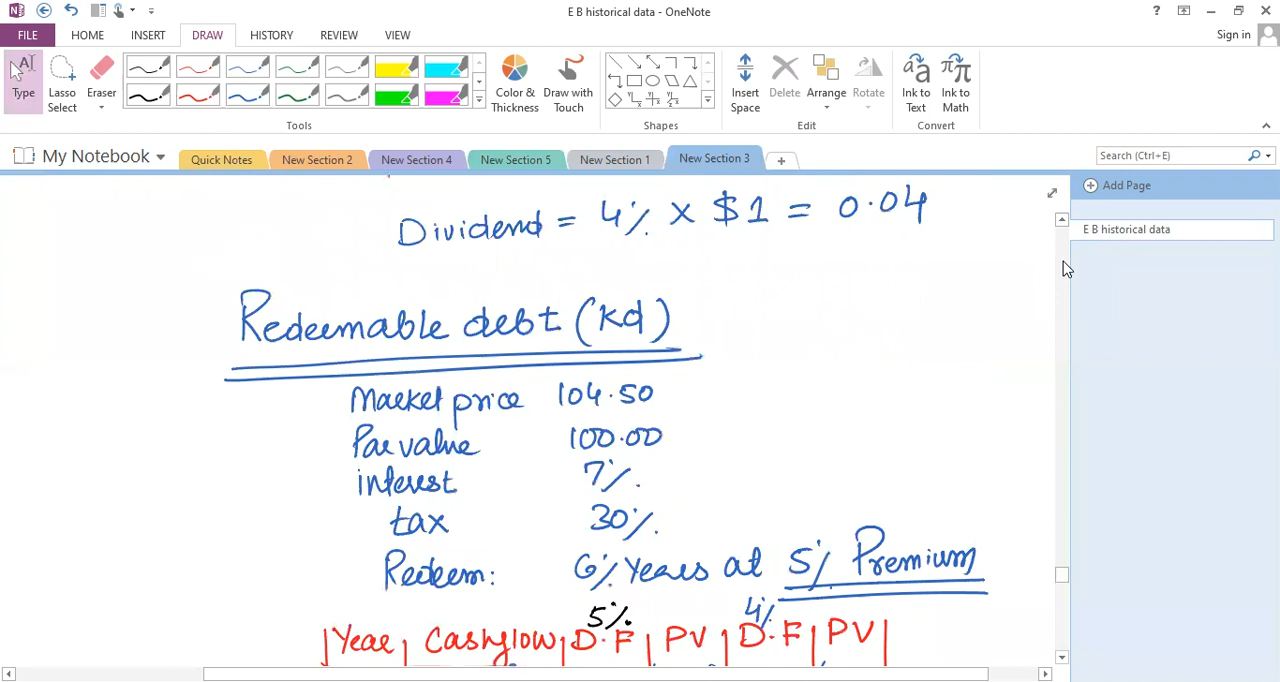 E B historical data - OneNote
? Sign in
FILE HOME INSERT DRAW HISTORY REVIEW VIEW
Type Lasso Select Eraser Color & Thickness Draw with Touch Insert Space Delete Arrange Rotate Ink to Text Ink to Math
Tools Shapes Edit Convert
My Notebook Quick Notes New Section 2 New Section 4 New Section 5 New Section 1 New Section 3 Search (Ctrl+E)
Add Page
E B historical data
Dividend = 4% x $1 = 0.04
Redeemable debt (Kd)
Market price 104.50
Par value 100.00
interest 7%.
tax 30%.
Redeem: 6% Years at 5% Premium
5% 4%
Year Cashflow D.F PV D.F PV